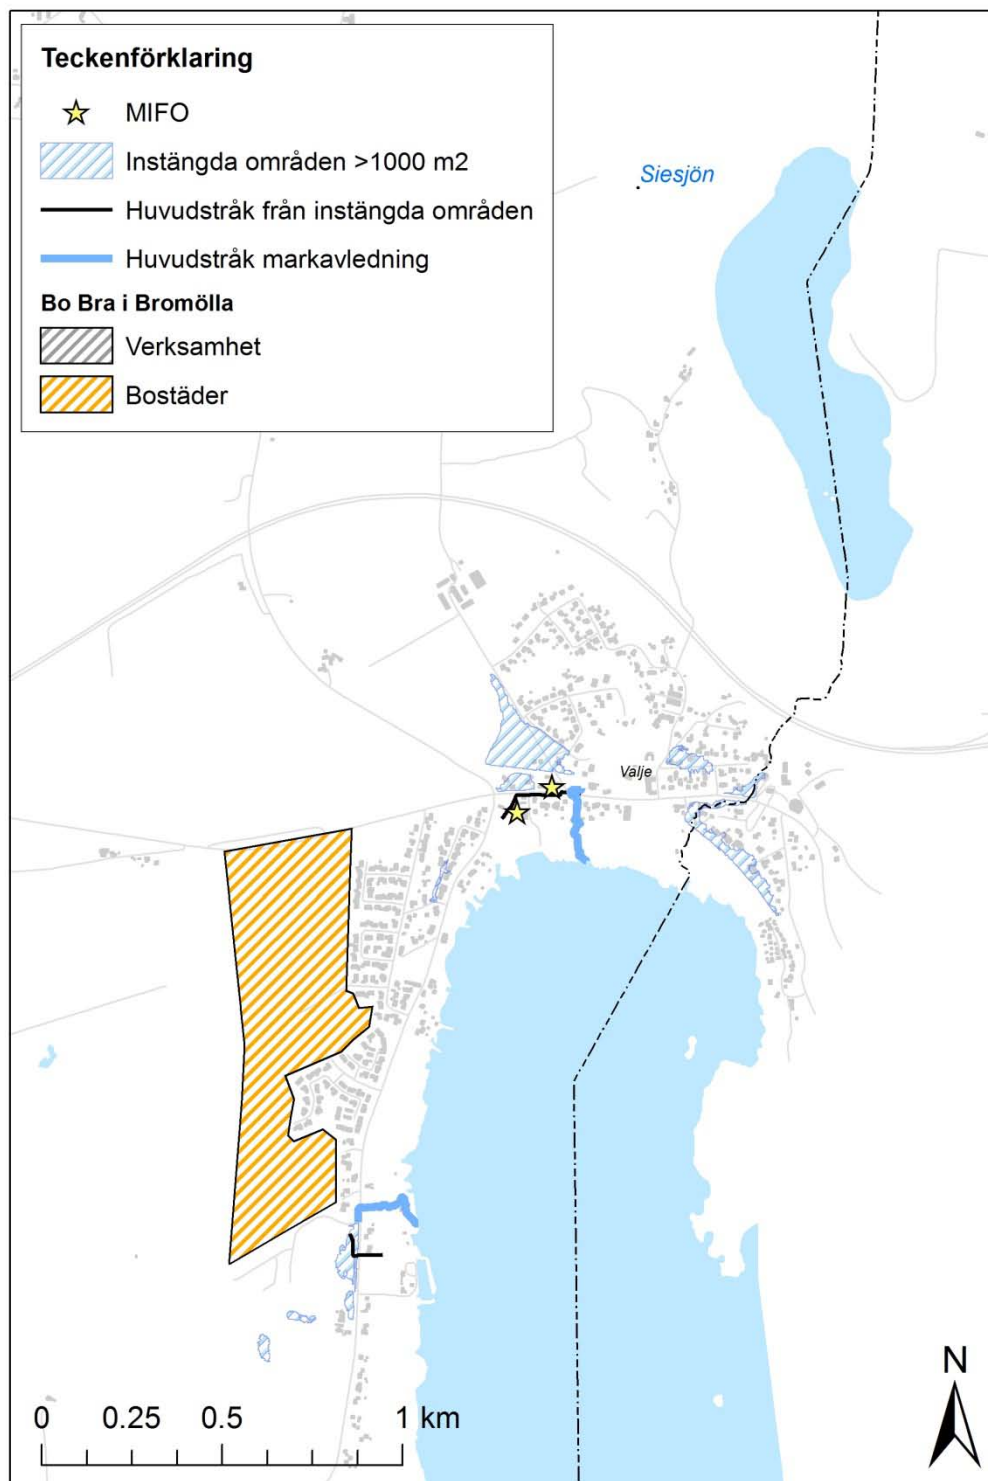 Teckenförklaring
MIFO
Instängda områden >1000 m2
Huvudstråk från instängda områden
Huvudstråk markavledning
Bo Bra i Bromölla
Verksamhet
Bostäder
Siesjön
Valje
N
0 0.25 0.5 1 km